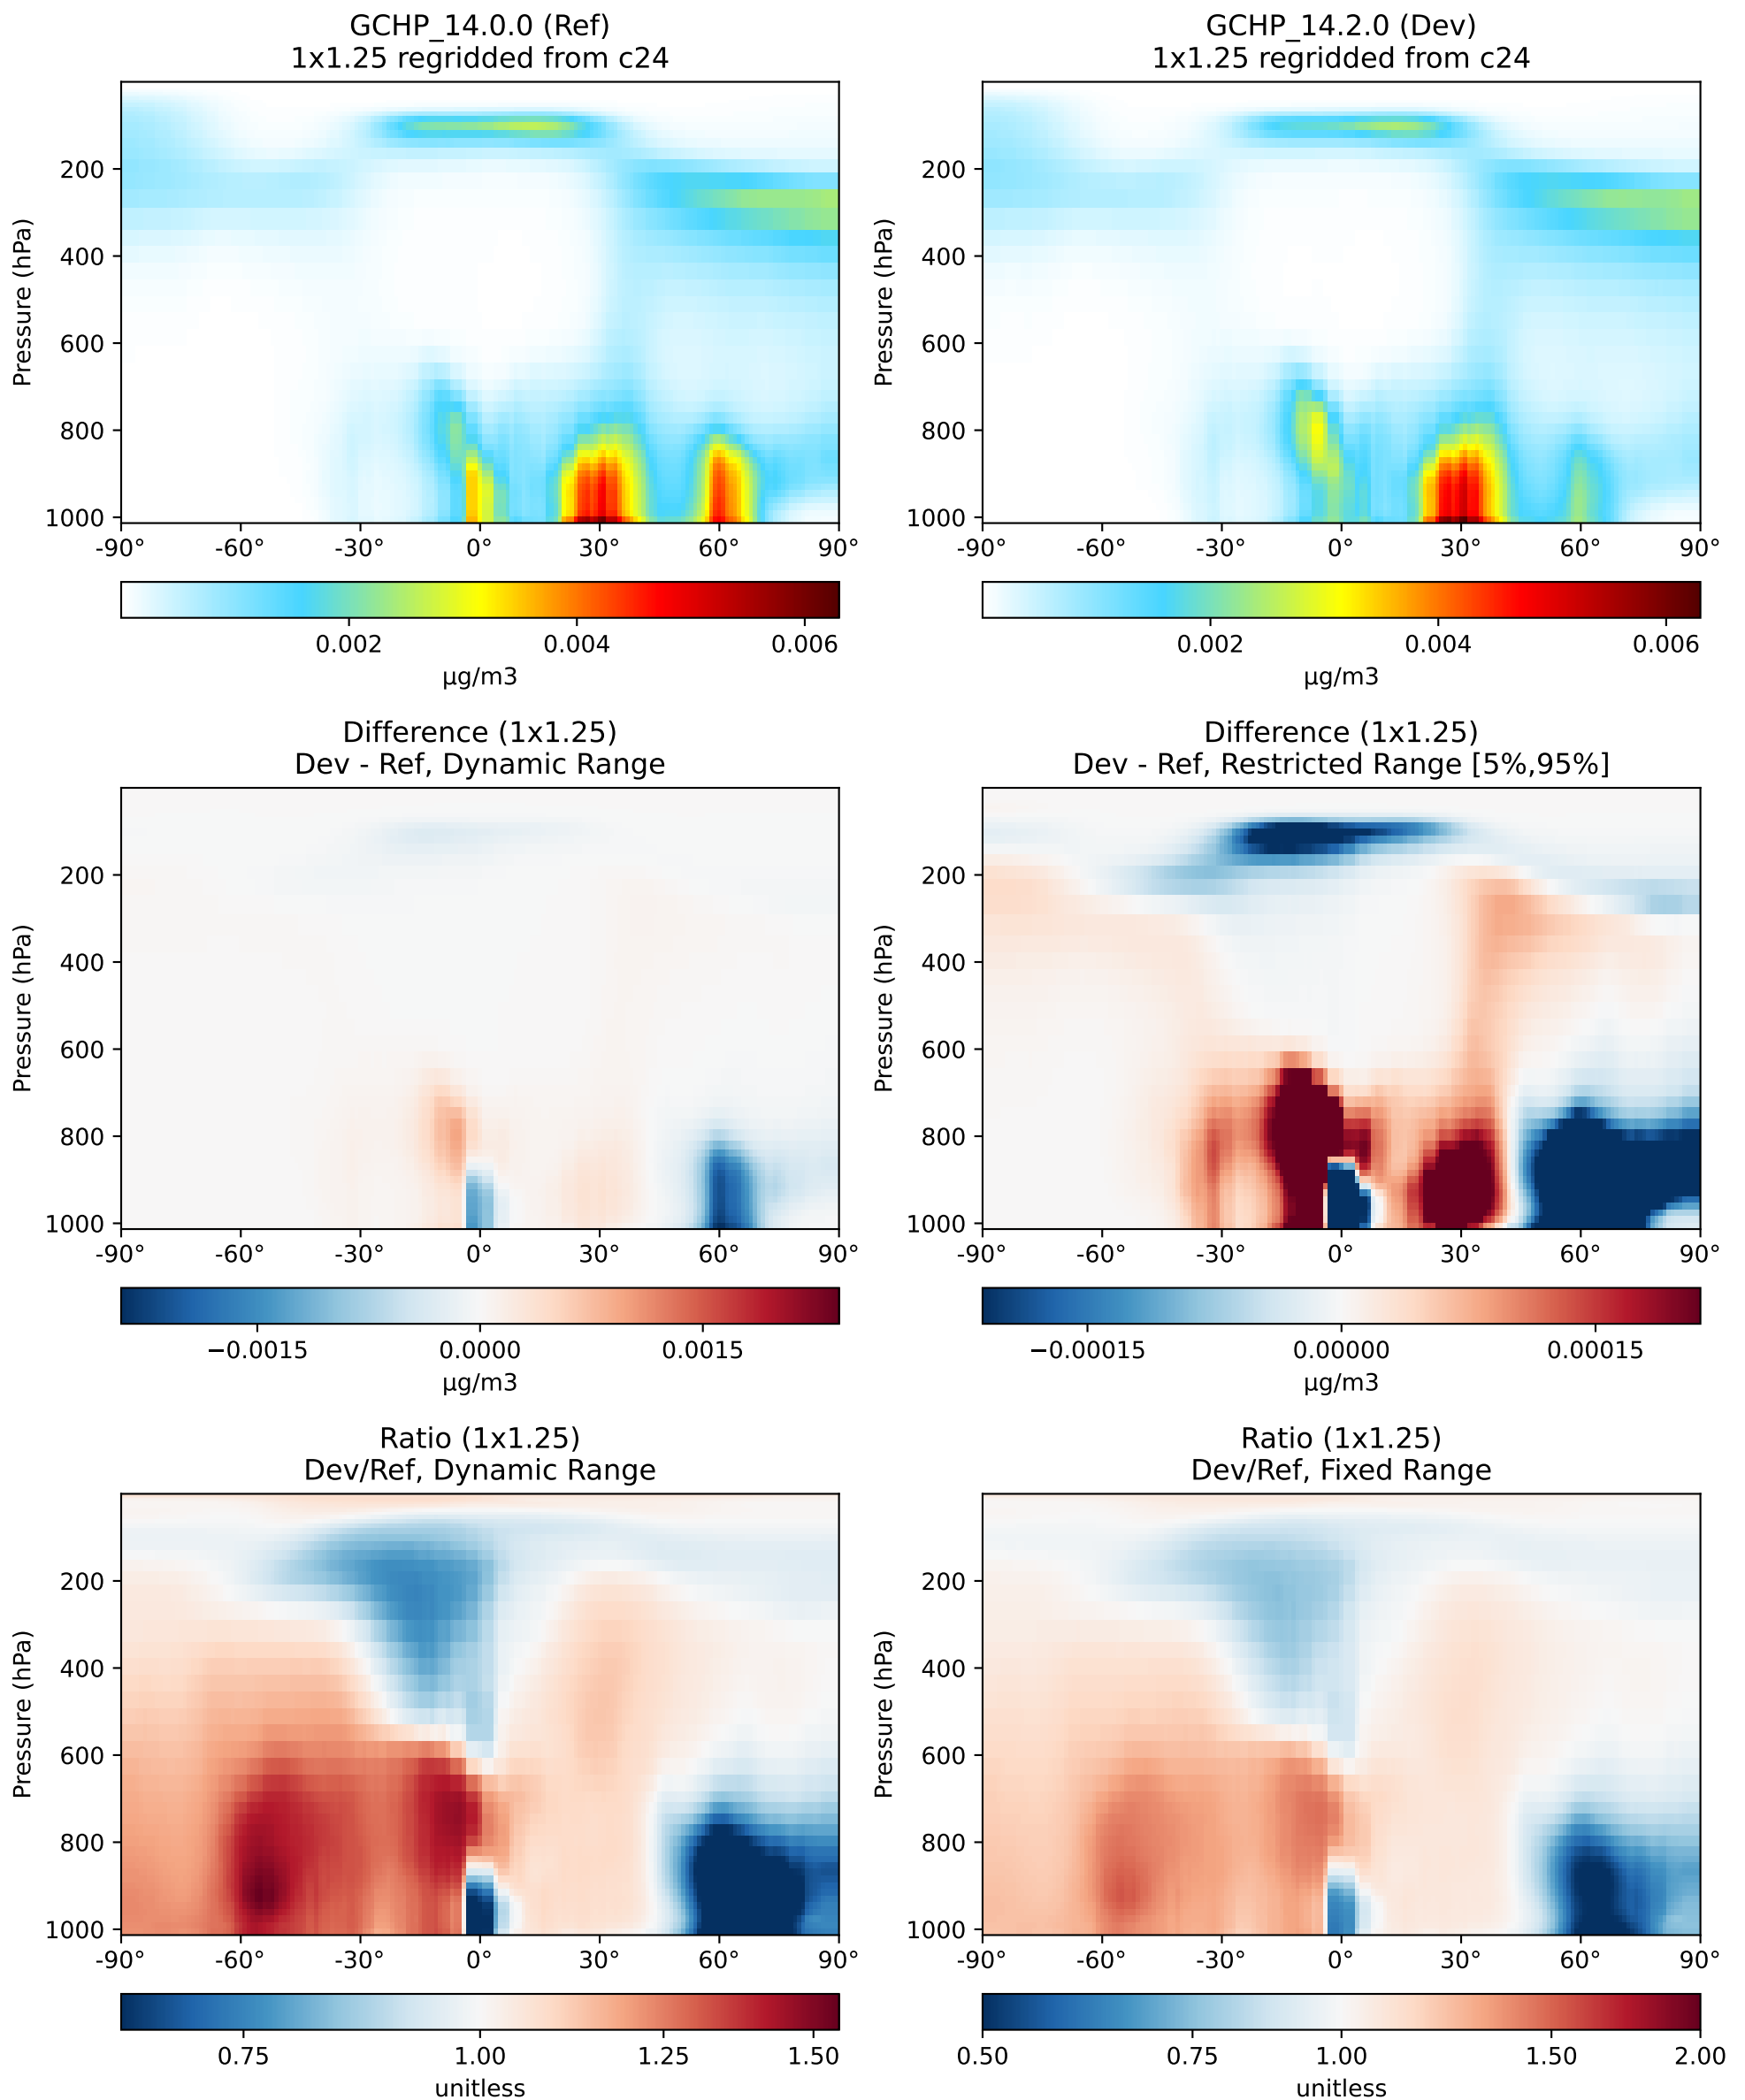 GCHP_14.0.0 (Ref)
1x1.25 regridded from c24
Pressure (hPa)
200
400
600
800
1000
-90° -60° -30° 0° 30° 60° 90°
0.002 0.004 0.006
µg/m3
GCHP_14.2.0 (Dev)
1x1.25 regridded from c24
Pressure (hPa)
200
400
600
800
1000
-90° -60° -30° 0° 30° 60° 90°
0.002 0.004 0.006
µg/m3
Difference (1x1.25)
Dev - Ref, Dynamic Range
Pressure (hPa)
200
400
600
800
1000
-90° -60° -30° 0° 30° 60° 90°
−0.0015 0.0000 0.0015
µg/m3
Difference (1x1.25)
Dev - Ref, Restricted Range [5%,95%]
Pressure (hPa)
200
400
600
800
1000
-90° -60° -30° 0° 30° 60° 90°
−0.00015 0.00000 0.00015
µg/m3
Ratio (1x1.25)
Dev/Ref, Dynamic Range
Pressure (hPa)
200
400
600
800
1000
-90° -60° -30° 0° 30° 60° 90°
0.75 1.00 1.25 1.50
unitless
Ratio (1x1.25)
Dev/Ref, Fixed Range
Pressure (hPa)
200
400
600
800
1000
-90° -60° -30° 0° 30° 60° 90°
0.50 0.75 1.00 1.50 2.00
unitless